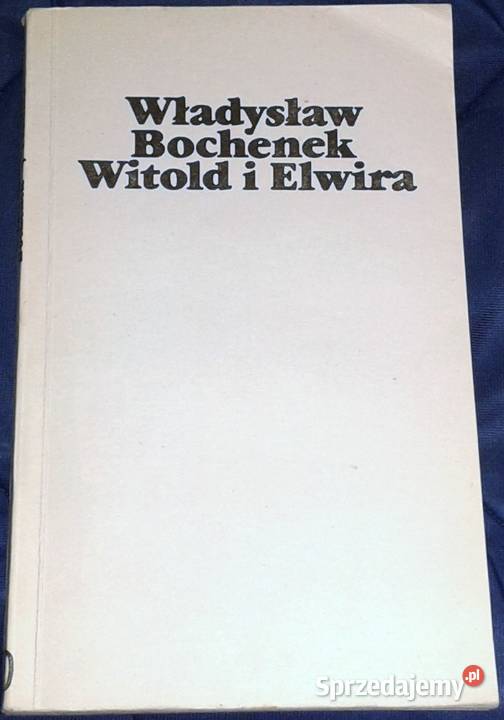 Władysław
Bochenek
Witold i Elwira
Sprzedajemy.pl